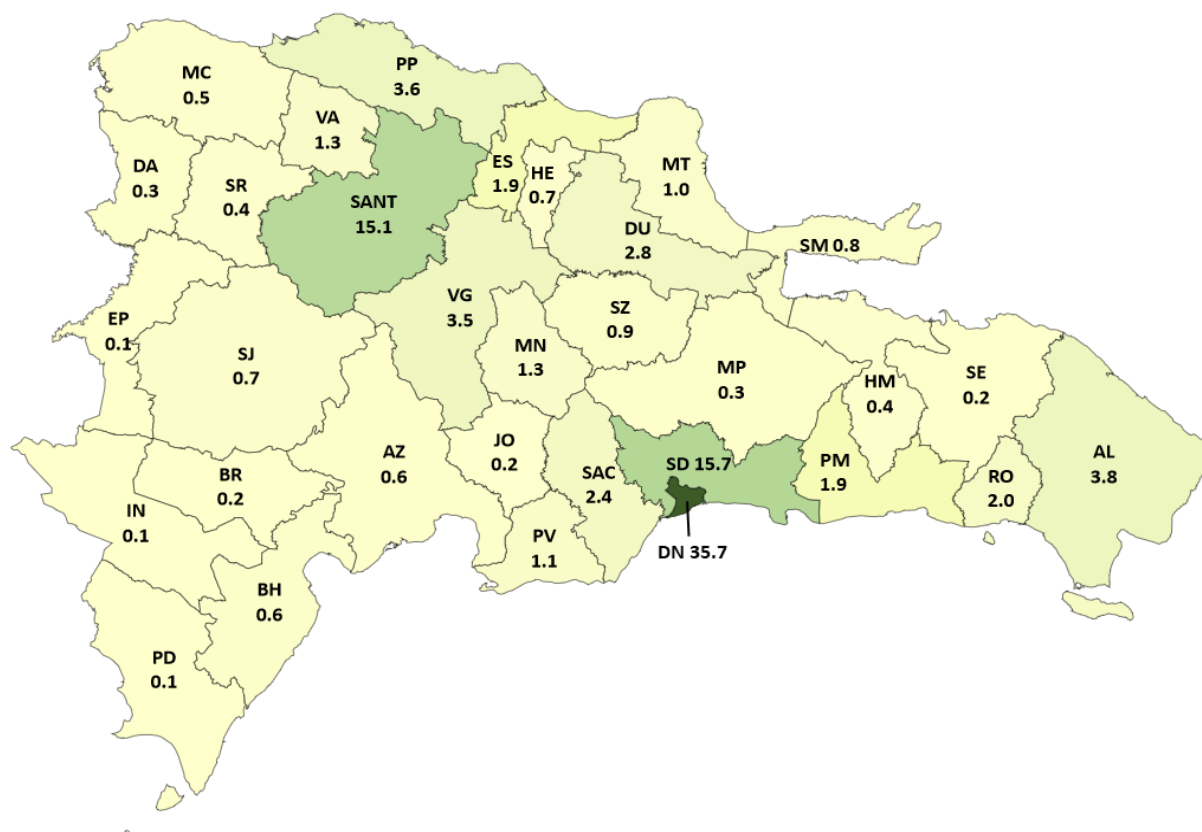 PP
3.6
MC
0.5
VA
1.3
ES
1.9
HE
0.7
MT
1.0
DA
0.3
SR
0.4
SANT
15.1
DU
2.8
SM 0.8
VG
3.5
SZ
0.9
EP
0.1
SJ
0.7
MN
1.3
MP
0.3
HM
0.4
SE
0.2
AZ
0.6
JO
0.2
SAC
2.4
SD 15.7
PM
1.9
RO
2.0
AL
3.8
BR
0.2
IN
0.1
PV
1.1
DN 35.7
BH
0.6
PD
0.1